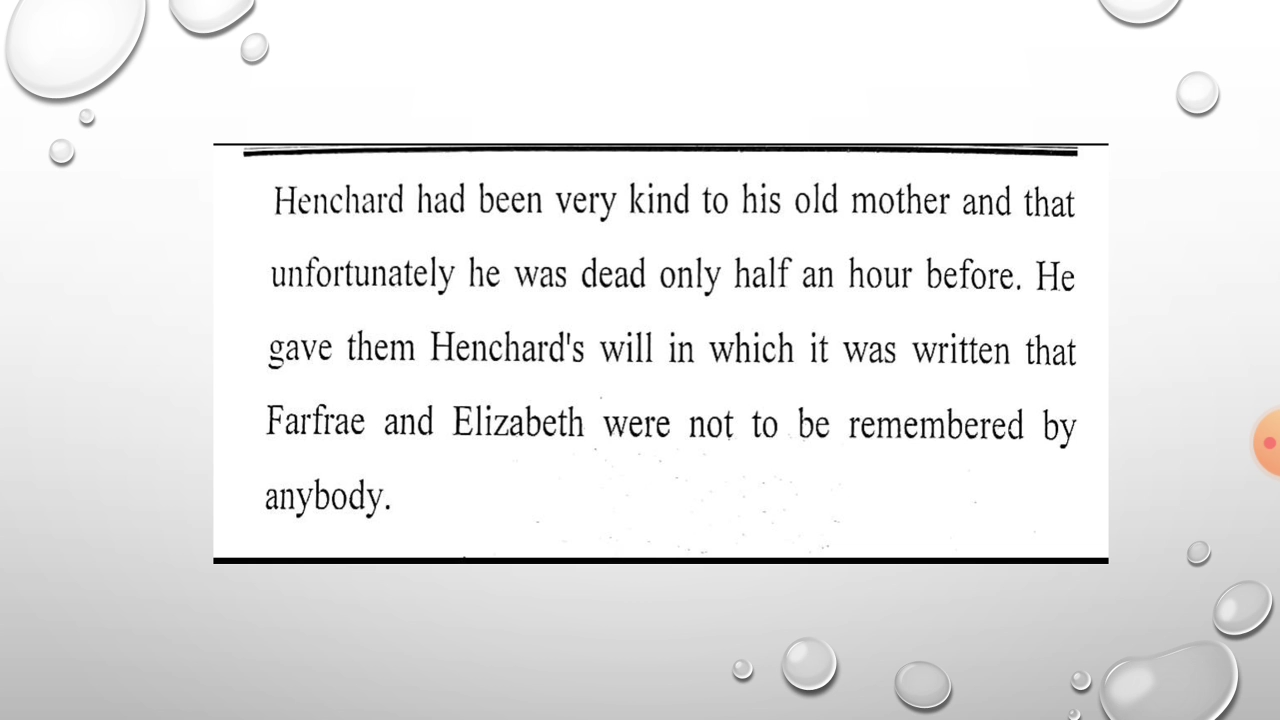 Henchard had been very kind to his old mother and that
unfortunately he was dead only half an hour before. He
gave them Henchard's will in which it was written that
Farfrae and Elizabeth were not to be remembered by
anybody.